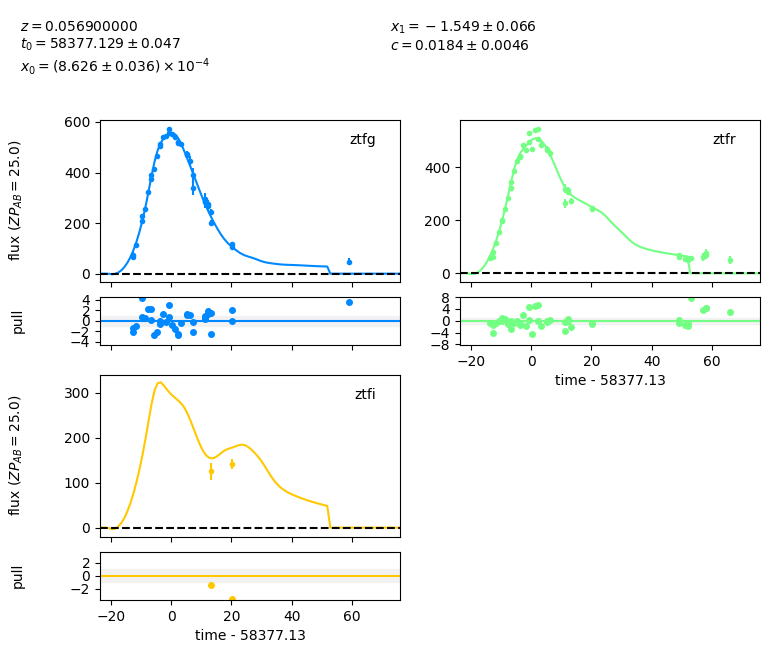 z = 0.056900000
t₀ = 58377.129 ± 0.047
x₀ = (8.626 ± 0.036) × 10⁻⁴
x₁ = −1.549 ± 0.066
c = 0.0184 ± 0.0046
flux (ZP_AB = 25.0)
600
400
200
0
ztfg
400
200
0
ztfr
pull
4
2
0
−2
−4
8
4
0
−4
−8
−20 0 20 40 60
time - 58377.13
flux (ZP_AB = 25.0)
300
200
100
0
ztfi
pull
2
0
−2
−20 0 20 40 60
time - 58377.13